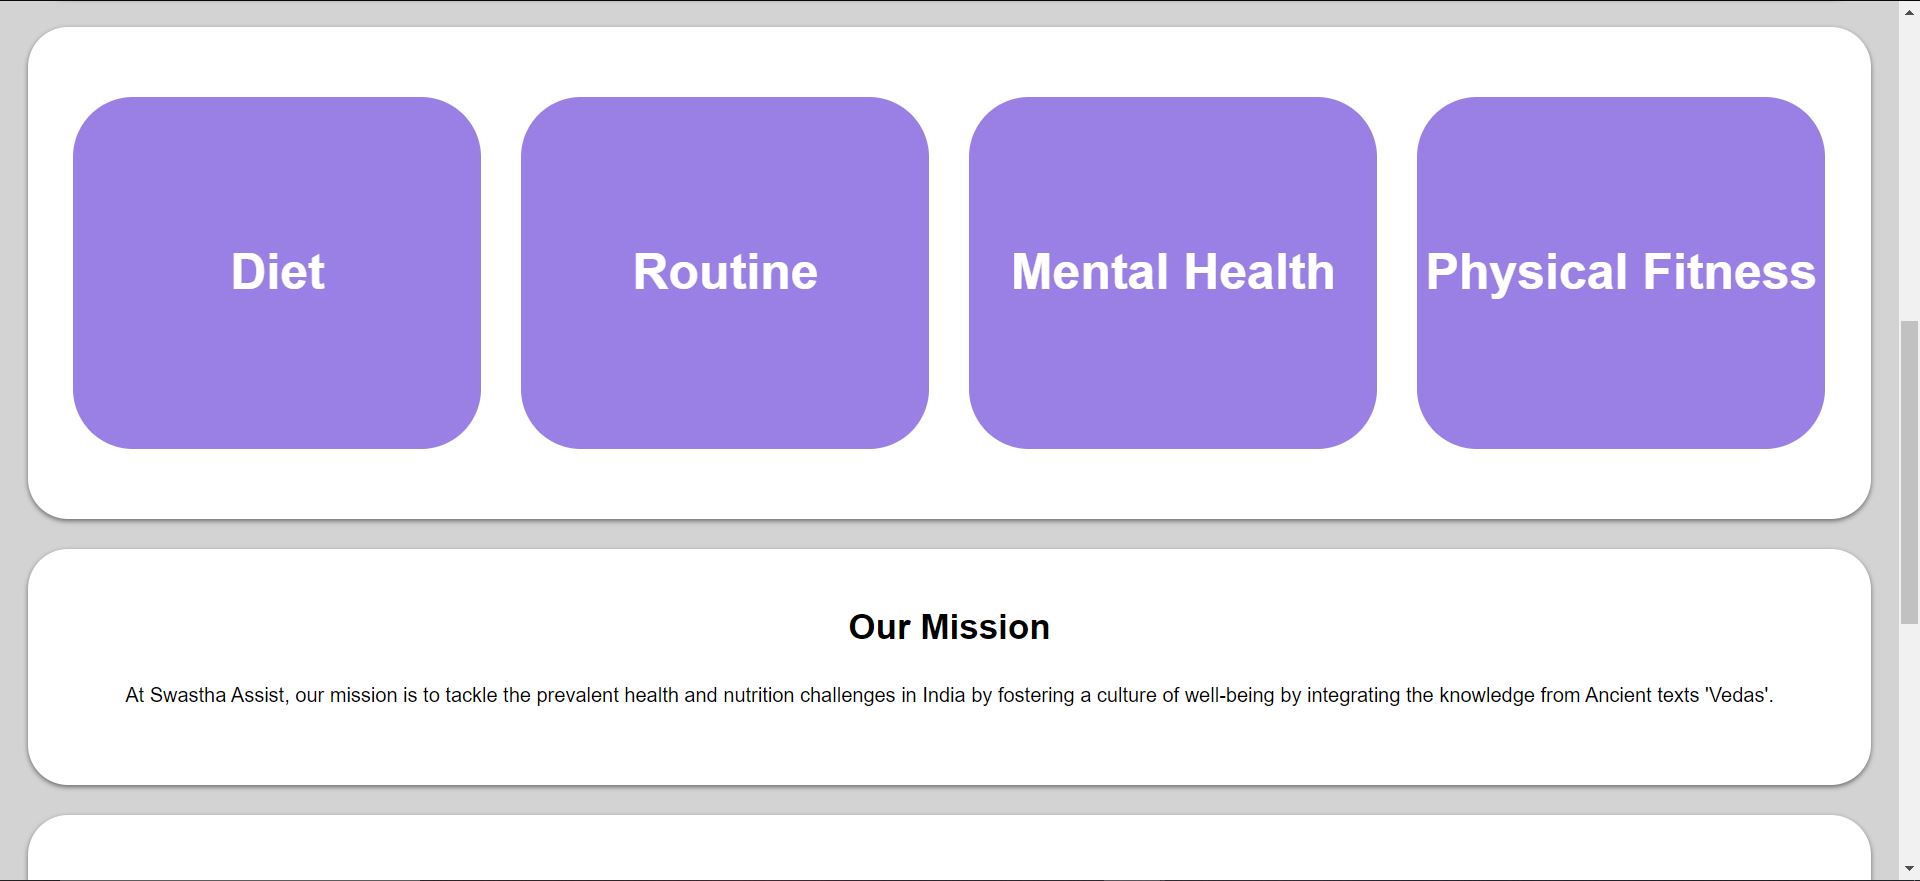 Diet
Routine
Mental Health
Physical Fitness
Our Mission
At Swastha Assist, our mission is to tackle the prevalent health and nutrition challenges in India by fostering a culture of well-being by integrating the knowledge from Ancient texts 'Vedas'.